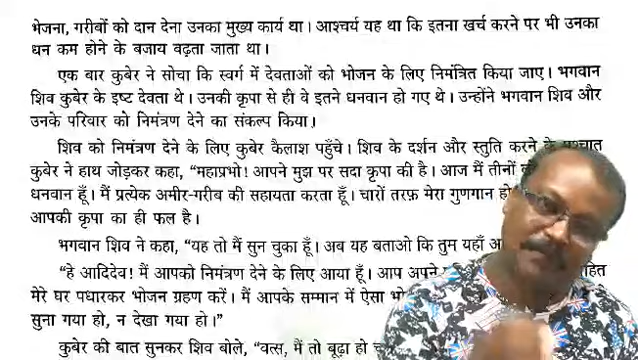 भेजना, गरीबों को दान देना उनका मुख्य कार्य था। आश्चर्य यह था कि इतना खर्च करने पर भी उनका
धन कम होने के बजाय बढ़ता जाता था।
एक बार कुबेर ने सोचा कि स्वर्ग में देवताओं को भोजन के लिए निमंत्रित किया जाए। भगवान
शिव कुबेर के इष्ट देवता थे। उनकी कृपा से ही वे इतने धनवान हो गए थे। उन्होंने भगवान शिव और
उनके परिवार को निमंत्रण देने का संकल्प किया।
शिव को निमंत्रण देने के लिए कुबेर कैलाश पहुँचे। शिव के दर्शन और स्तुति करने के
कुबेर ने हाथ जोड़कर कहा, “महाप्रभो! आपने मुझ पर सदा कृपा की है। आज मैं तीनों
धनवान हूँ। मैं प्रत्येक अमीर-गरीब की सहायता करता हूँ। चारों तरफ़ मेरा गुणगान
आपकी कृपा का ही फल है।
भगवान शिव ने कहा, “यह तो मैं सुन चुका हूँ। अब यह बताओ कि तुम यहाँ
“हे आदिदेव! मैं आपको निमंत्रण देने के लिए आया हूँ। आप अपने
मेरे घर पधारकर भोजन ग्रहण करें। मैं आपके सम्मान में ऐसा
सुना गया हो, न देखा गया हो।”
कुबेर की बात सुनकर शिव बोले, “वत्स, मैं तो बूढ़ा हो